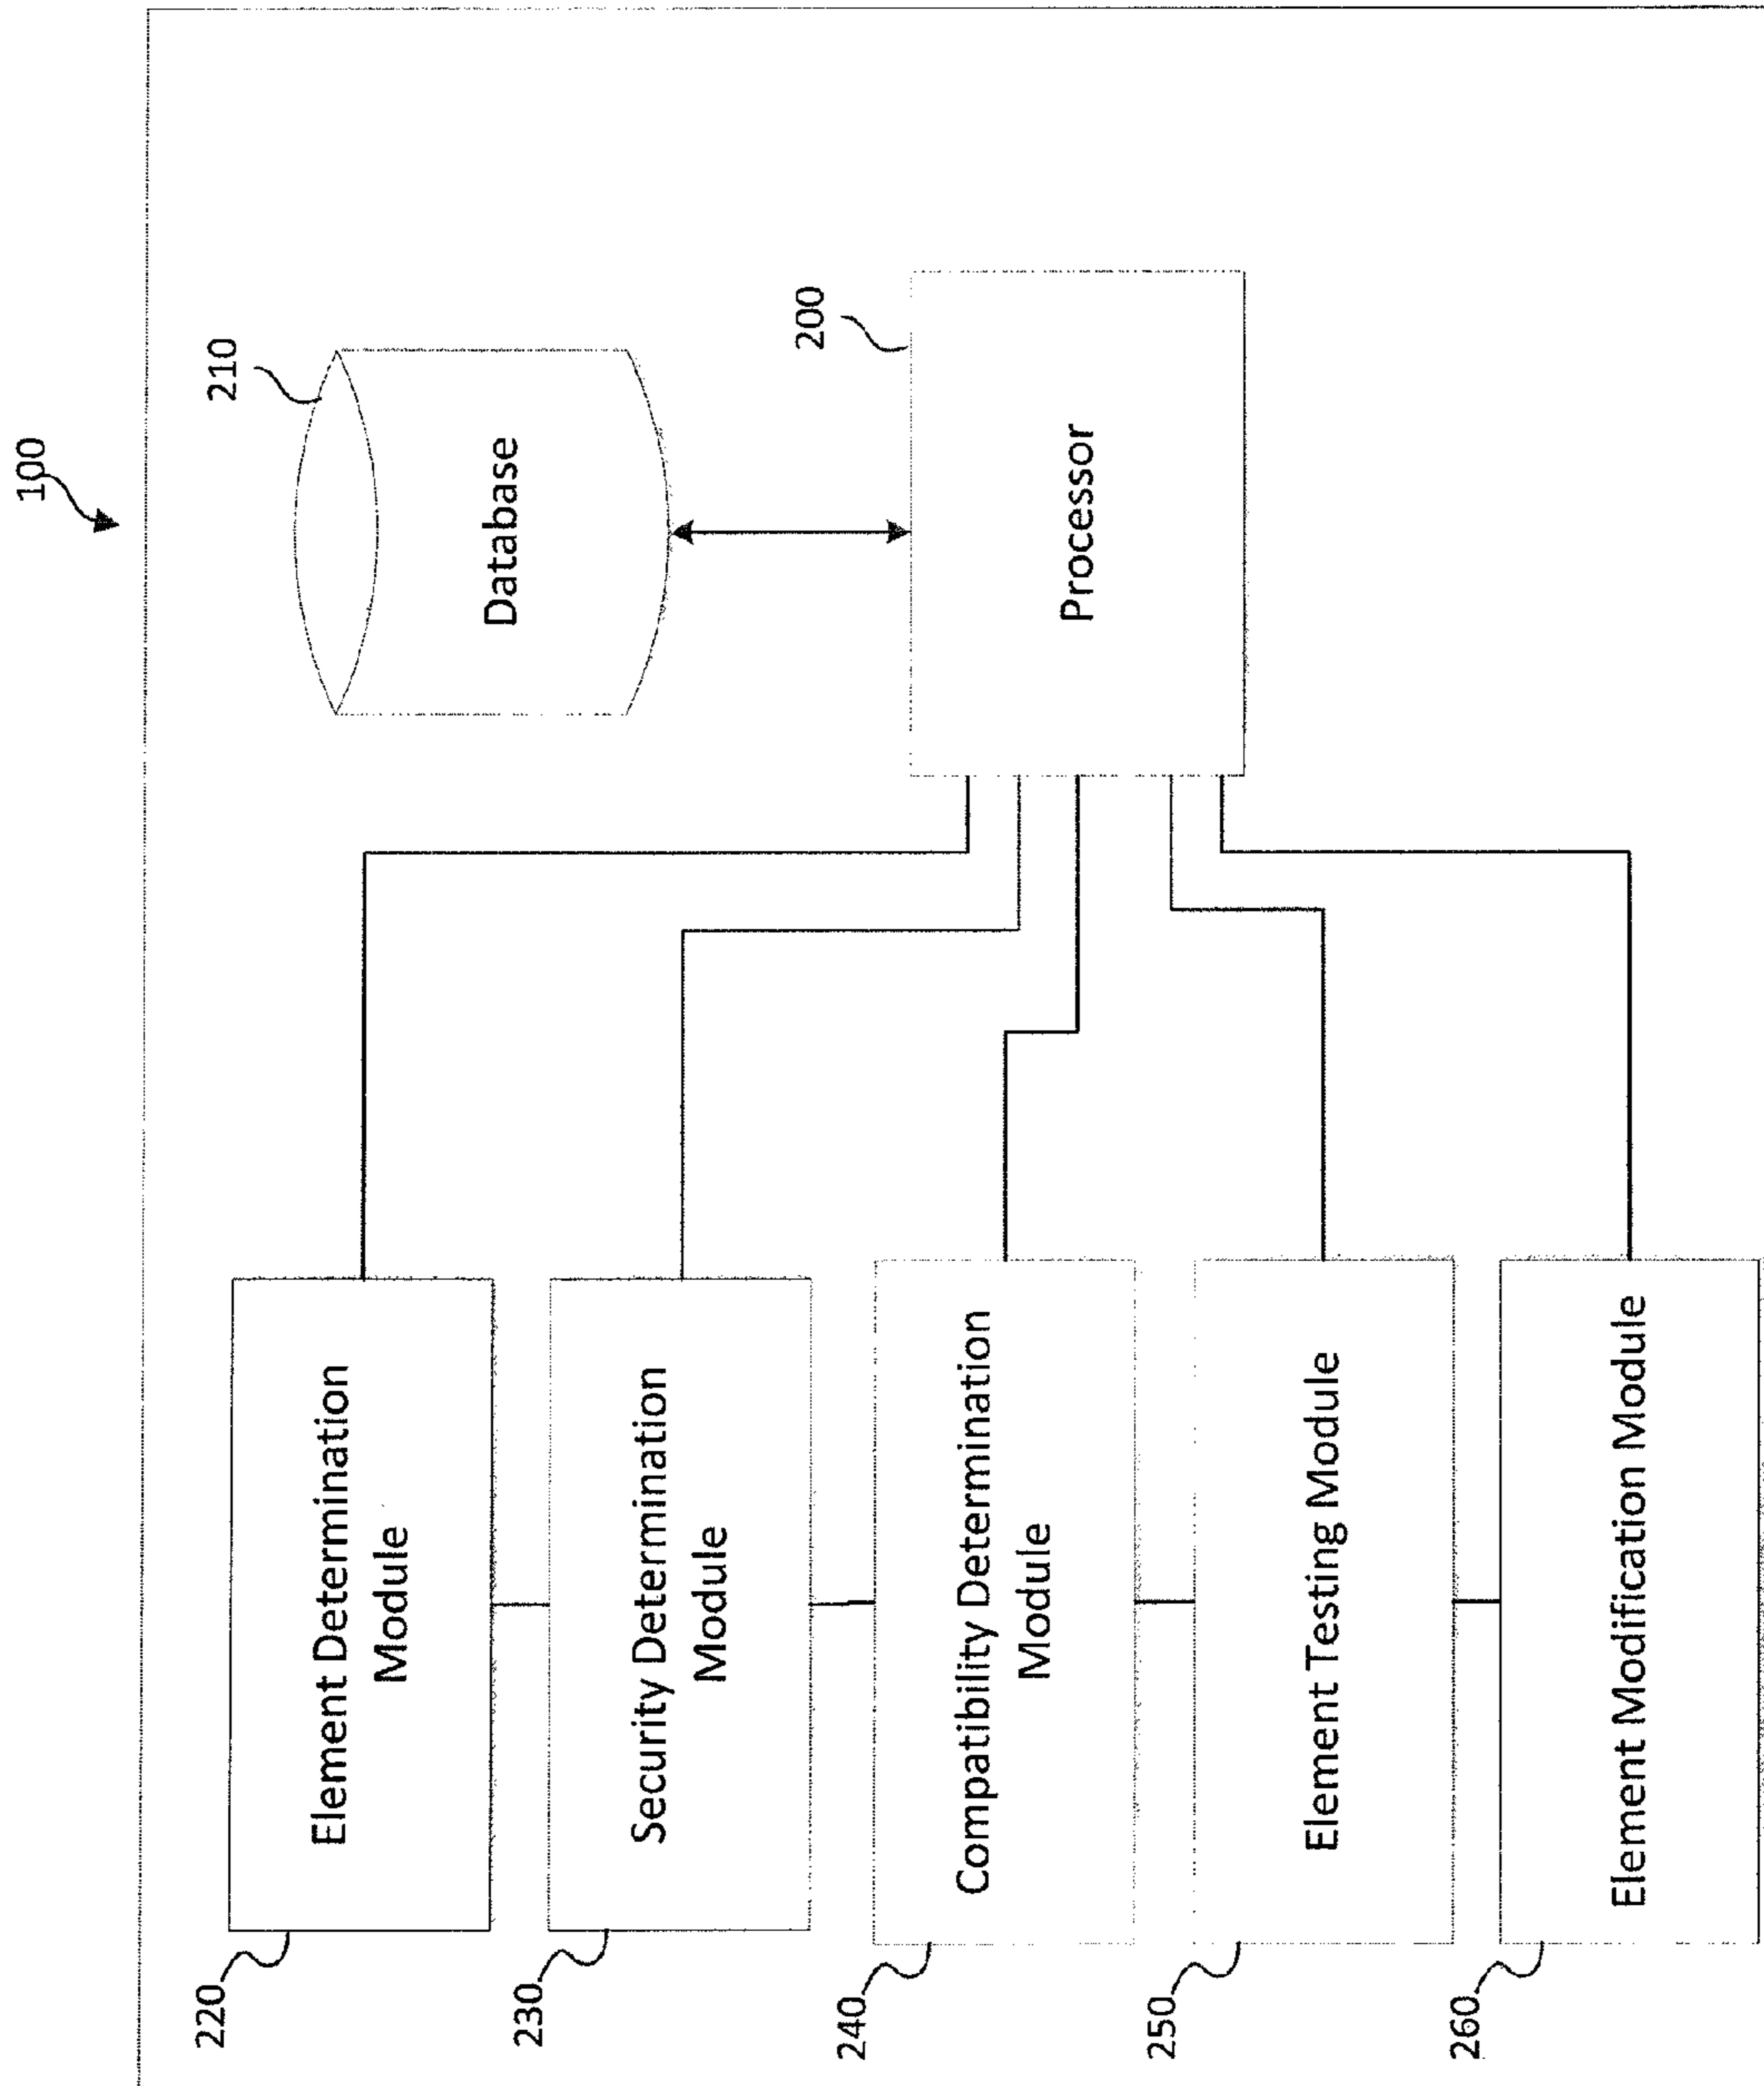 100
220
Element Determination
Module
210
Database
230
Security Determination
Module
200
Processor
240
Compatibility Determination
Module
250
Element Testing Module
260
Element Modification Module